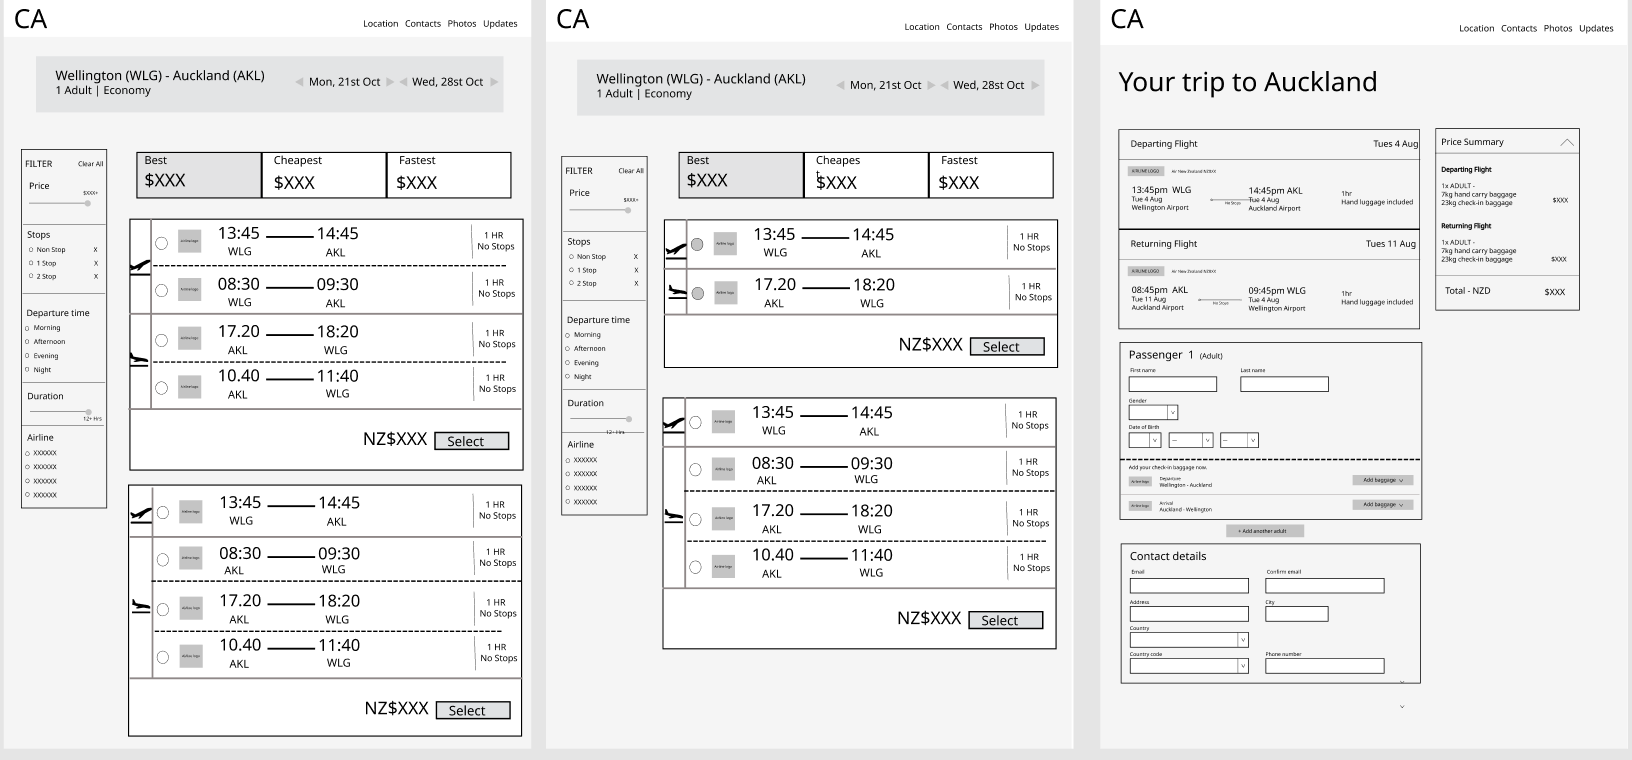 CA
Location Contacts Photos Updates
Wellington (WLG) - Auckland (AKL)
1 Adult | Economy
Mon, 21st Oct
Wed, 28st Oct
FILTER Clear All
Price
$XXX+
Stops
Non Stop X
1 Stop X
2 Stop X
Departure time
Morning
Afternoon
Evening
Night
Duration
12+ Hrs
Airline
XXXXXX
XXXXXX
XXXXXX
XXXXXX
Best
$XXX
Cheapest
$XXX
Fastest
$XXX
Airline logo
13:45 14:45
WLG AKL
1 HR
No Stops
Airline logo
08:30 09:30
WLG AKL
1 HR
No Stops
Airline logo
17.20 18:20
AKL WLG
1 HR
No Stops
Airline logo
10.40 11:40
AKL WLG
1 HR
No Stops
NZ$XXX Select
Airline logo
13:45 14:45
WLG AKL
1 HR
No Stops
Airline logo
08:30 09:30
AKL WLG
1 HR
No Stops
Airline logo
17.20 18:20
AKL WLG
1 HR
No Stops
Airline logo
10.40 11:40
AKL WLG
1 HR
No Stops
NZ$XXX Select
CA
Location Contacts Photos Updates
Wellington (WLG) - Auckland (AKL)
1 Adult | Economy
Mon, 21st Oct
Wed, 28st Oct
FILTER Clear All
Price
$XXX+
Stops
Non Stop X
1 Stop X
2 Stop X
Departure time
Morning
Afternoon
Evening
Night
Duration
12+ Hrs
Airline
XXXXXX
XXXXXX
XXXXXX
XXXXXX
Best
$XXX
Cheapes
t
$XXX
Fastest
$XXX
Airline logo
13:45 14:45
WLG AKL
1 HR
No Stops
Airline logo
17.20 18:20
AKL WLG
1 HR
No Stops
NZ$XXX Select
Airline logo
13:45 14:45
WLG AKL
1 HR
No Stops
Airline logo
08:30 09:30
AKL WLG
1 HR
No Stops
Airline logo
17.20 18:20
AKL WLG
1 HR
No Stops
Airline logo
10.40 11:40
AKL WLG
1 HR
No Stops
NZ$XXX Select
CA
Location Contacts Photos Updates
Your trip to Auckland
Departing Flight Tues 4 Aug
AIRLINE LOGO Air New Zealand NZ8XX
13:45pm WLG
Tue 4 Aug
Wellington Airport
No Stops
14:45pm AKL
Tue 4 Aug
Auckland Airport
1hr
Hand luggage included
Returning Flight Tues 11 Aug
AIRLINE LOGO Air New Zealand NZ8XX
08:45pm AKL
Tue 11 Aug
Auckland Airport
No Stops
09:45pm WLG
Tue 4 Aug
Wellington Airport
1hr
Hand luggage included
Price Summary
Departing Flight
1x ADULT -
7kg hand carry baggage
23kg check-in baggage $XXX
Returning Flight
1x ADULT -
7kg hand carry baggage
23kg check-in baggage $XXX
Total - NZD $XXX
Passenger 1 (Adult)
First name Last name
Gender
Date of Birth
Add your check-in baggage now.
Airline logo
Departure
Wellington - Auckland
Add baggage
Airline logo
Arrival
Auckland -Wellington
Add baggage
+ Add another adult
Contact details
Email Confirm email
Address City
Country
Country code Phone number